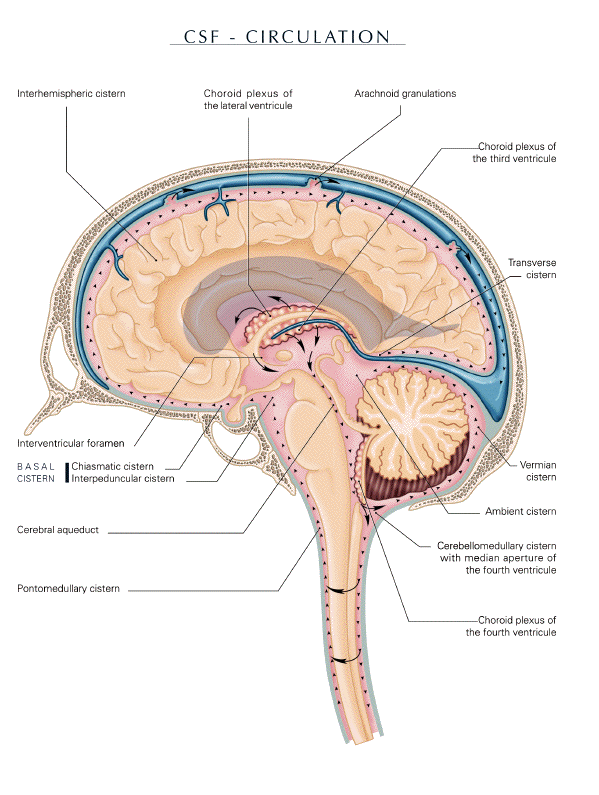 CSF - CIRCULATION
Interhemispheric cistern
Choroid plexus of
the lateral ventricule
Arachnoid granulations
Choroid plexus of
the third ventricule
Transverse
cistern
Interventricular foramen
BASAL
CISTERN
Chiasmatic cistern
Interpeduncular cistern
Vermian
cistern
Ambient cistern
Cerebral aqueduct
Cerebellomedullary cistern
with median aperture of
the fourth ventricule
Pontomedullary cistern
Choroid plexus of
the fourth ventricule